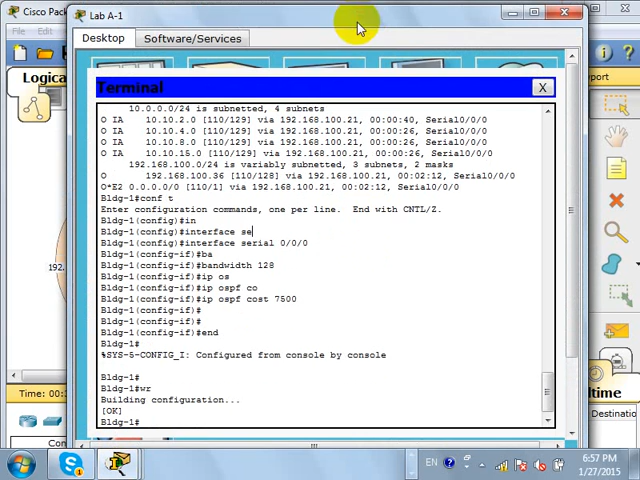 Cisco Pack
Lab A-1
File
Desktop
Software/Services
Logica
port
Terminal
X
10.0.0.0/24 is subnetted, 4 subnets
O IA 10.10.2.0 [110/129] via 192.168.100.21, 00:00:40, Serial0/0/0
O IA 10.10.4.0 [110/129] via 192.168.100.21, 00:00:26, Serial0/0/0
O IA 10.10.8.0 [110/129] via 192.168.100.21, 00:00:26, Serial0/0/0
O IA 10.10.15.0 [110/129] via 192.168.100.21, 00:00:26, Serial0/0/0
192.168.100.0/24 is variably subnetted, 3 subnets, 2 masks
O 192.168.100.36 [110/128] via 192.168.100.21, 00:02:12, Serial0/0/0
O*E2 0.0.0.0/0 [110/1] via 192.168.100.21, 00:02:12, Serial0/0/0
Bldg-1#conf t
Enter configuration commands, one per line. End with CNTL/Z.
Bldg-1(config)#in
Bldg-1(config)#interface se
Bldg-1(config)#interface serial 0/0/0
Bldg-1(config-if)#ba
Bldg-1(config-if)#bandwidth 128
Bldg-1(config-if)#ip os
Bldg-1(config-if)#ip ospf co
Bldg-1(config-if)#ip ospf cost 7500
Bldg-1(config-if)#
Bldg-1(config-if)#
Bldg-1(config-if)#end
Bldg-1#
%SYS-5-CONFIG_I: Configured from console by console
Bldg-1#
Bldg-1#wr
Building configuration...
[OK]
Bldg-1#
192.
Time: 00:
ltime
Con
Destinatio
EN
6:57 PM
1/27/2015